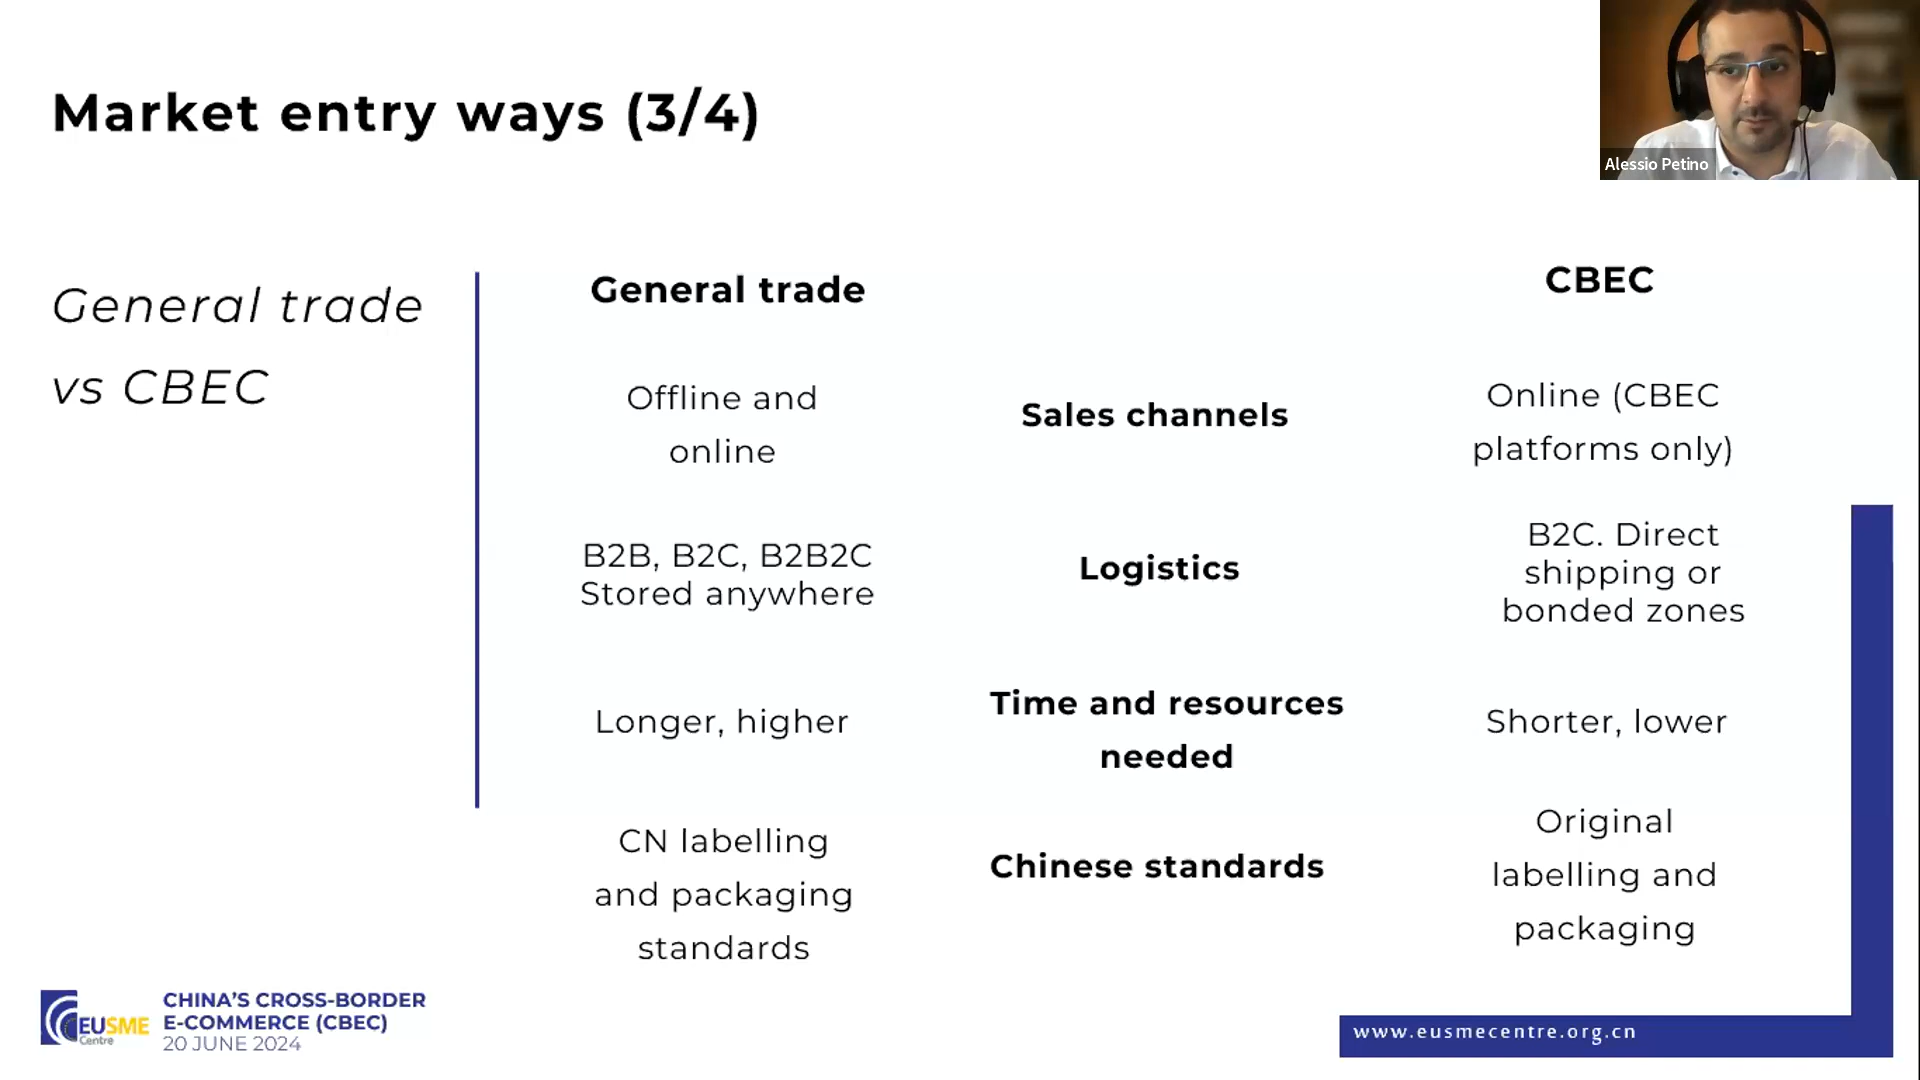 Market entry ways (3/4)
Alessio Petino
General trade
vs CBEC
General trade
CBEC
Offline and
online
Sales channels
Online (CBEC
platforms only)
B2B, B2C, B2B2C
Stored anywhere
Logistics
B2C. Direct
shipping or
bonded zones
Longer, higher
Time and resources
needed
Shorter, lower
CN labelling
and packaging
standards
Chinese standards
Original
labelling and
packaging
EUSME
Centre
CHINA'S CROSS-BORDER
E-COMMERCE (CBEC)
20 JUNE 2024
www.eusmecentre.org.cn